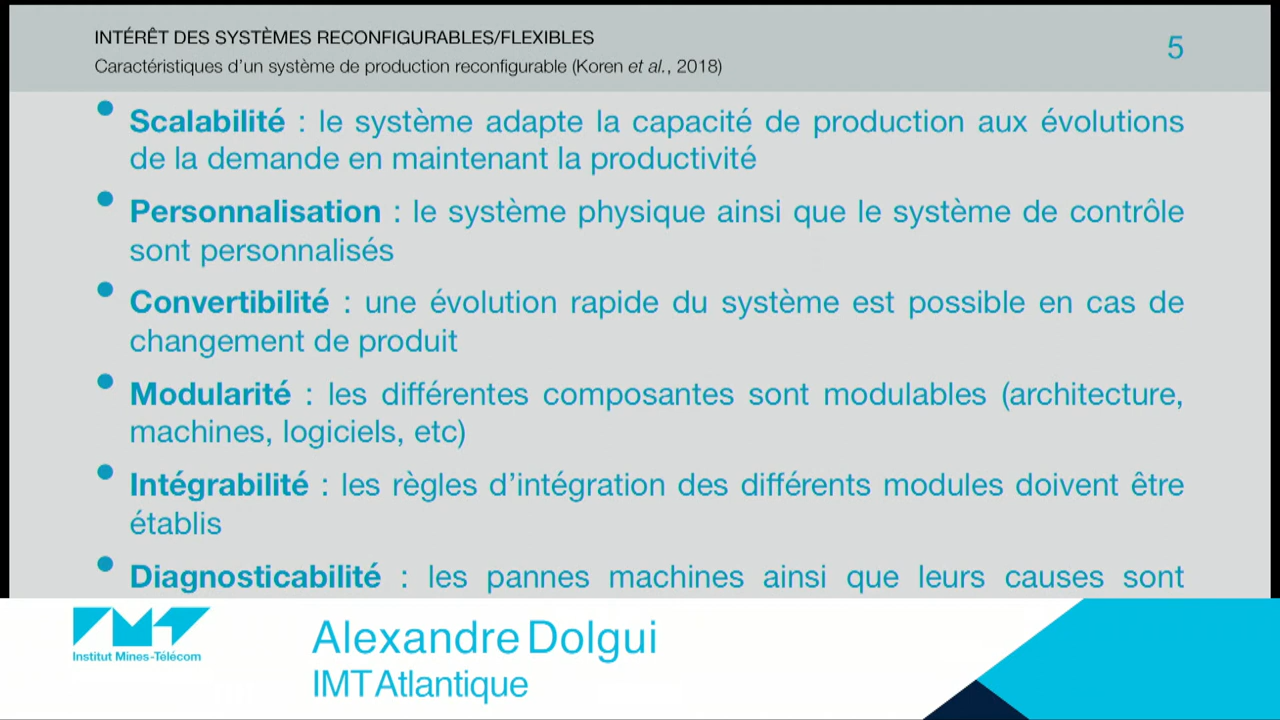 INTÉRÊT DES SYSTÈMES RECONFIGURABLES/FLEXIBLES
5
Caractéristiques d’un système de production reconfigurable (Koren et al., 2018)
• Scalabilité : le système adapte la capacité de production aux évolutions
de la demande en maintenant la productivité
• Personnalisation : le système physique ainsi que le système de contrôle
sont personnalisés
• Convertibilité : une évolution rapide du système est possible en cas de
changement de produit
• Modularité : les différentes composantes sont modulables (architecture,
machines, logiciels, etc)
• Intégrabilité : les règles d’intégration des différents modules doivent être
établis
• Diagnosticabilité : les pannes machines ainsi que leurs causes sont
IMT
Institut Mines-Télécom
Alexandre Dolgui
IMT Atlantique